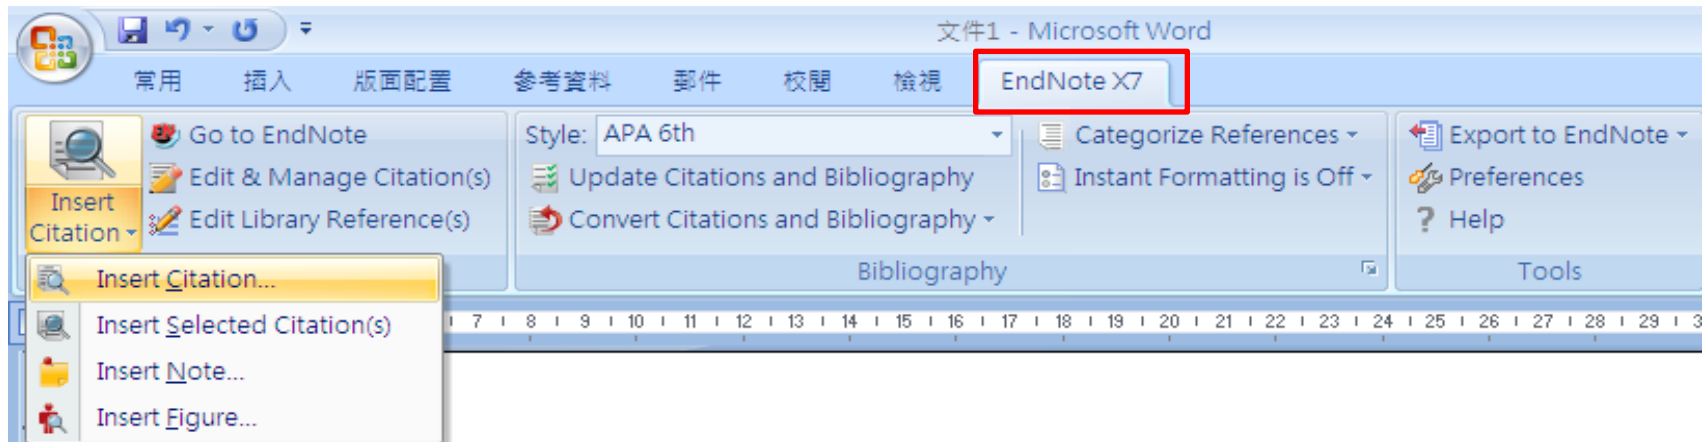 文件1 - Microsoft Word
常用 插入 版面配置 參考資料 郵件 校閱 檢視 EndNote X7
Insert Citation
Go to EndNote
Edit & Manage Citation(s)
Edit Library Reference(s)
Style: APA 6th
Update Citations and Bibliography
Convert Citations and Bibliography
Categorize References
Instant Formatting is Off
Bibliography
Export to EndNote
Preferences
? Help
Tools
Insert Citation...
Insert Selected Citation(s)
Insert Note...
Insert Figure...
7 8 9 10 11 12 13 14 15 16 17 18 19 20 21 22 23 24 25 26 27 28 29 3